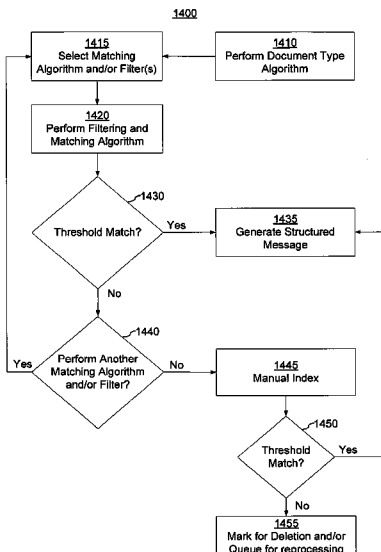 1400
1415
Select Matching
Algorithm and/or Filter(s)
1410
Perform Document Type
Algorithm
1420
Perform Filtering and
Matching Algorithm
1430
Threshold Match?
Yes
1435
Generate Structured
Message
No
1440
Perform Another
Matching Algorithm
and/or Filter?
Yes
No
1445
Manual Index
1450
Threshold
Match?
Yes
No
1455
Mark for Deletion and/or
Queue for reprocessing